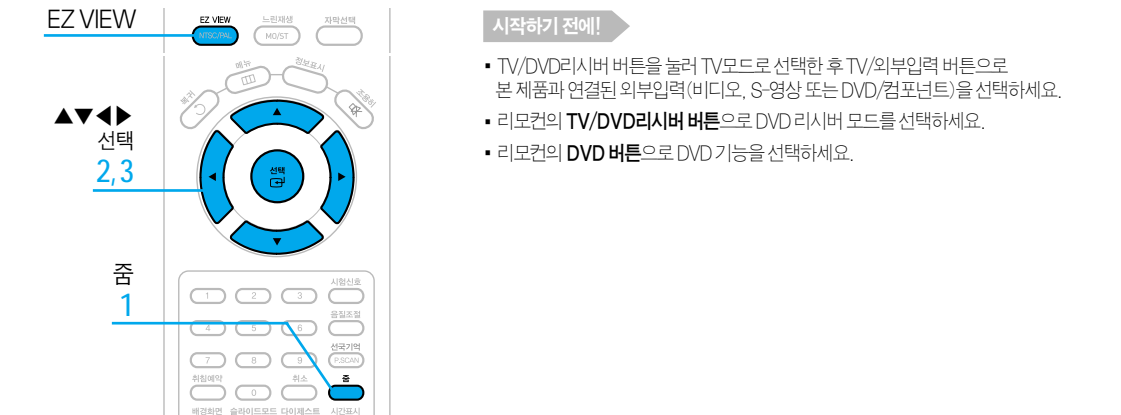 EZ VIEW
▲▼◀▶
선택
2, 3
줌
1
EZ VIEW 느린재생 자막선택
NTSC/PAL MO/ST
메뉴 정보표시
복귀 조용히
선택
시험신호
1 2 3
음질조절
4 5 6
선국기억
7 8 9 P.SCAN
취침예약 취소 줌
0
배경화면 슬라이드모드 다이제스트 시간표시
시작하기 전에!
▪ TV/DVD리시버 버튼을 눌러 TV모드로 선택한 후 TV/외부입력 버튼으로
본 제품과 연결된 외부입력(비디오, S-영상 또는 DVD/컴포넌트)을 선택하세요.
▪ 리모컨의 TV/DVD리시버 버튼으로 DVD 리시버 모드를 선택하세요.
▪ 리모컨의 DVD 버튼으로 DVD 기능을 선택하세요.